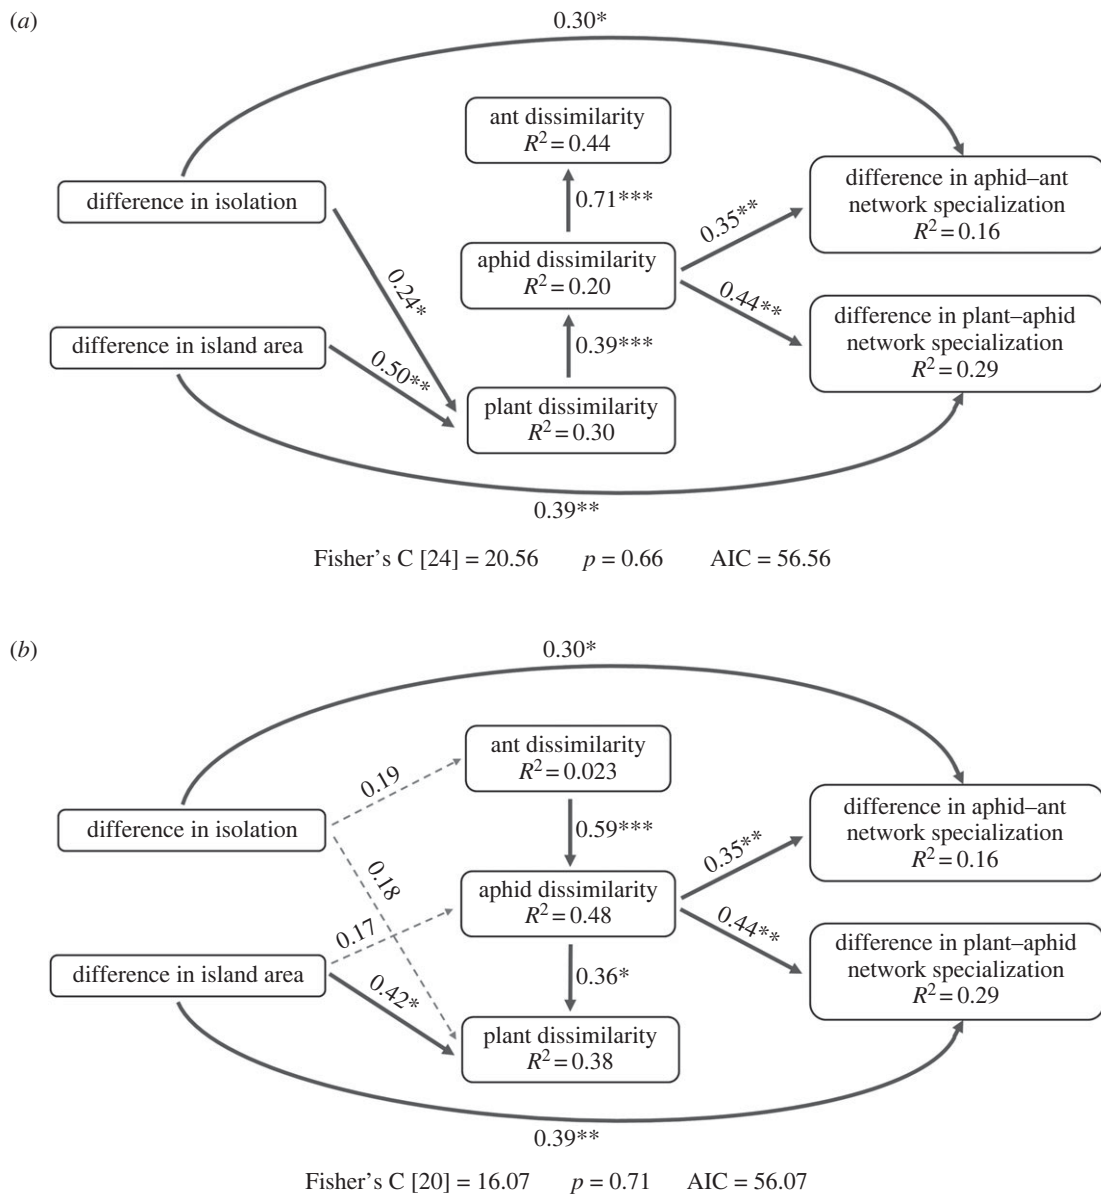 (a)
0.30*
ant dissimilarity
R² = 0.44
difference in isolation
0.71***
difference in aphid–ant
network specialization
R² = 0.16
0.35**
aphid dissimilarity
R² = 0.20
0.24*
0.44**
difference in island area
0.39***
difference in plant–aphid
network specialization
R² = 0.29
0.50**
plant dissimilarity
R² = 0.30
0.39**
Fisher's C [24] = 20.56 p = 0.66 AIC = 56.56
(b)
0.30*
ant dissimilarity
R² = 0.023
0.19
difference in isolation
0.59***
difference in aphid–ant
network specialization
R² = 0.16
0.35**
0.18
aphid dissimilarity
R² = 0.48
0.17
0.44**
difference in island area
0.36*
difference in plant–aphid
network specialization
R² = 0.29
0.42*
plant dissimilarity
R² = 0.38
0.39**
Fisher's C [20] = 16.07 p = 0.71 AIC = 56.07